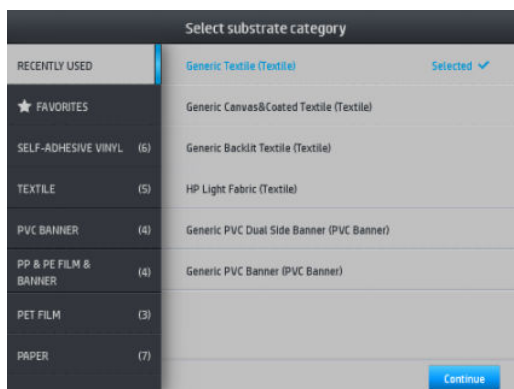 Select substrate category
RECENTLY USED
FAVORITES
SELF-ADHESIVE VINYL (6)
TEXTILE (5)
PVC BANNER (4)
PP & PE FILM &
BANNER (4)
PET FILM (3)
PAPER (7)
Generic Textile (Textile) Selected
Generic Canvas&Coated Textile (Textile)
Generic Backlit Textile (Textile)
HP Light Fabric (Textile)
Generic PVC Dual Side Banner (PVC Banner)
Generic PVC Banner (PVC Banner)
Continue